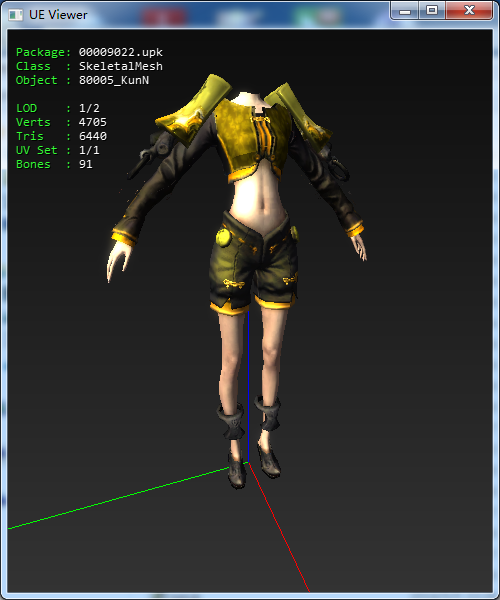 UE Viewer
Package: 00009022.upk
Class  : SkeletalMesh
Object : 80005_KunN
LOD    : 1/2
Verts  : 4705
Tris   : 6440
UV Set : 1/1
Bones  : 91